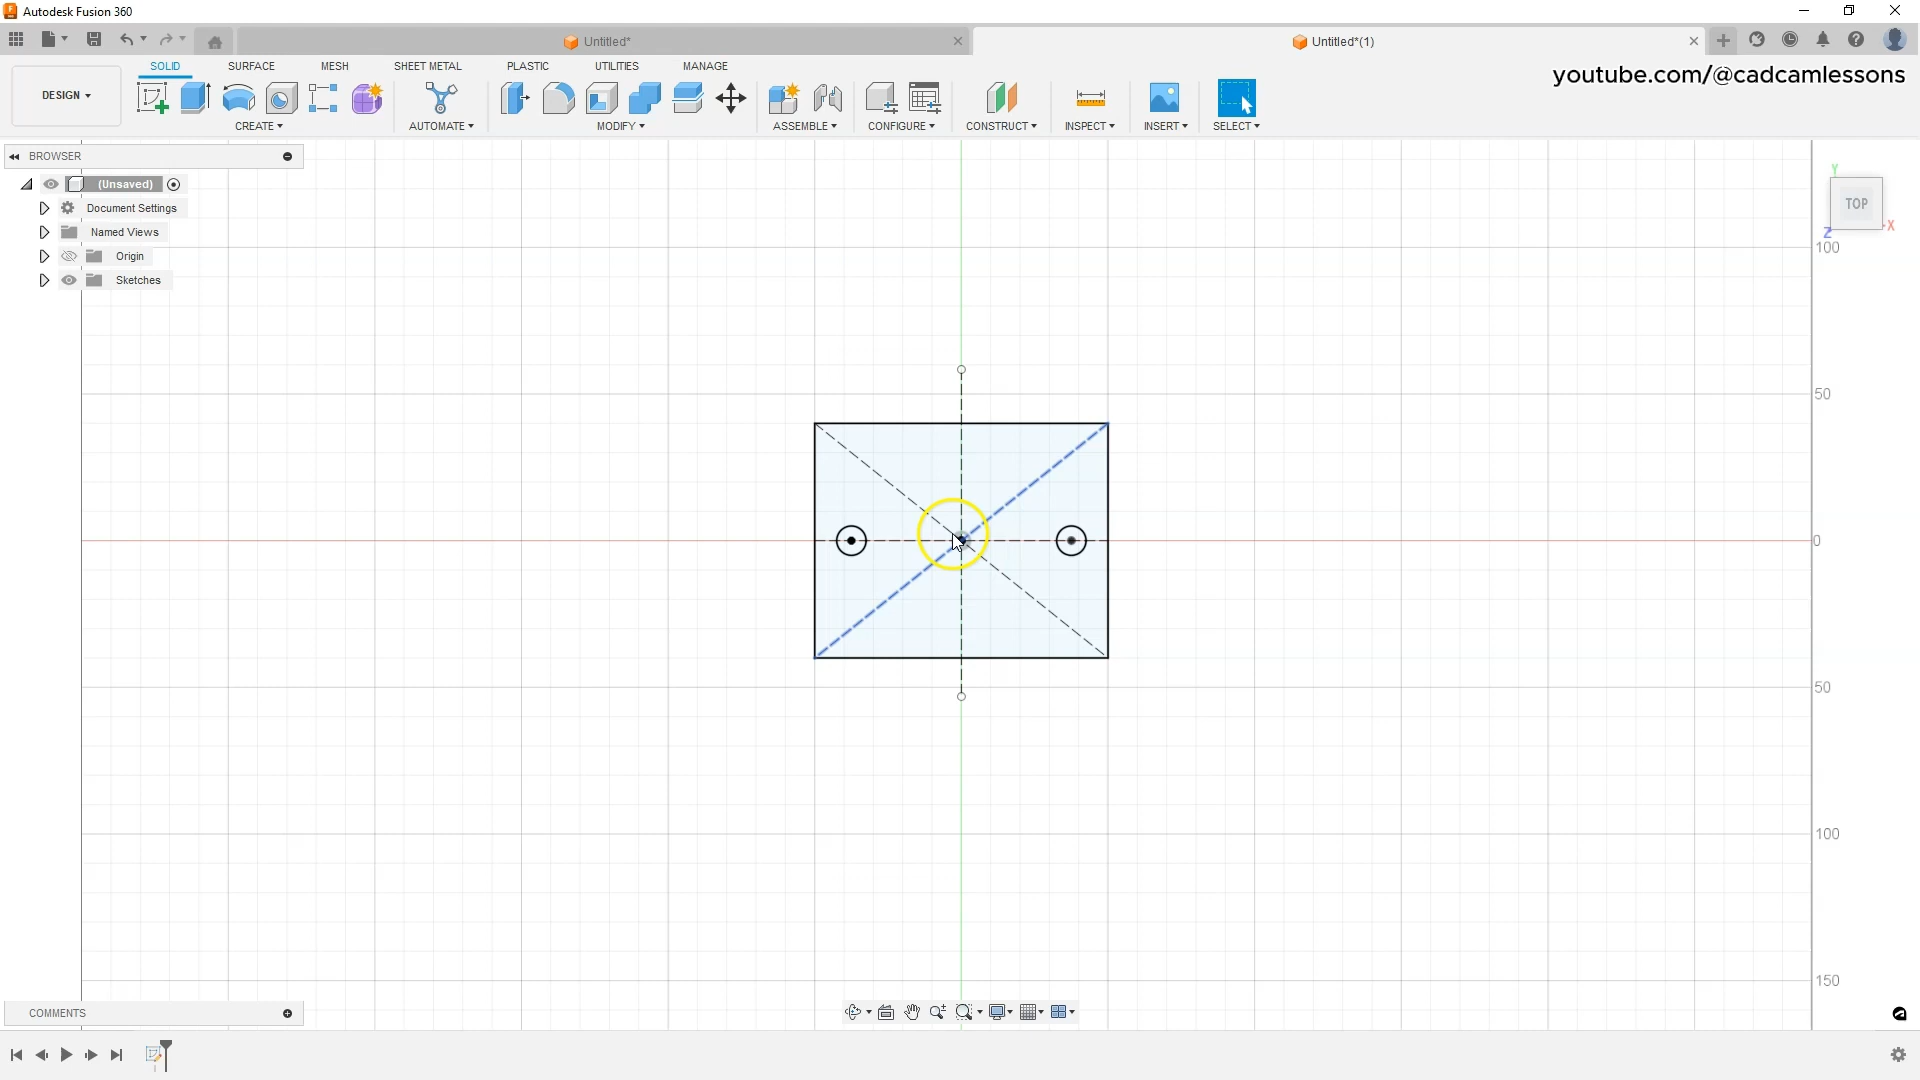 Autodesk Fusion 360
Untitled*
Untitled*(1)
SOLID SURFACE MESH SHEET METAL PLASTIC UTILITIES MANAGE
youtube.com/@cadcamlessons
DESIGN
CREATE AUTOMATE MODIFY ASSEMBLE CONFIGURE CONSTRUCT INSPECT INSERT SELECT
BROWSER
(Unsaved)
Document Settings
Named Views
Origin
Sketches
Y
TOP
X
Z
100
50
0
50
100
150
COMMENTS